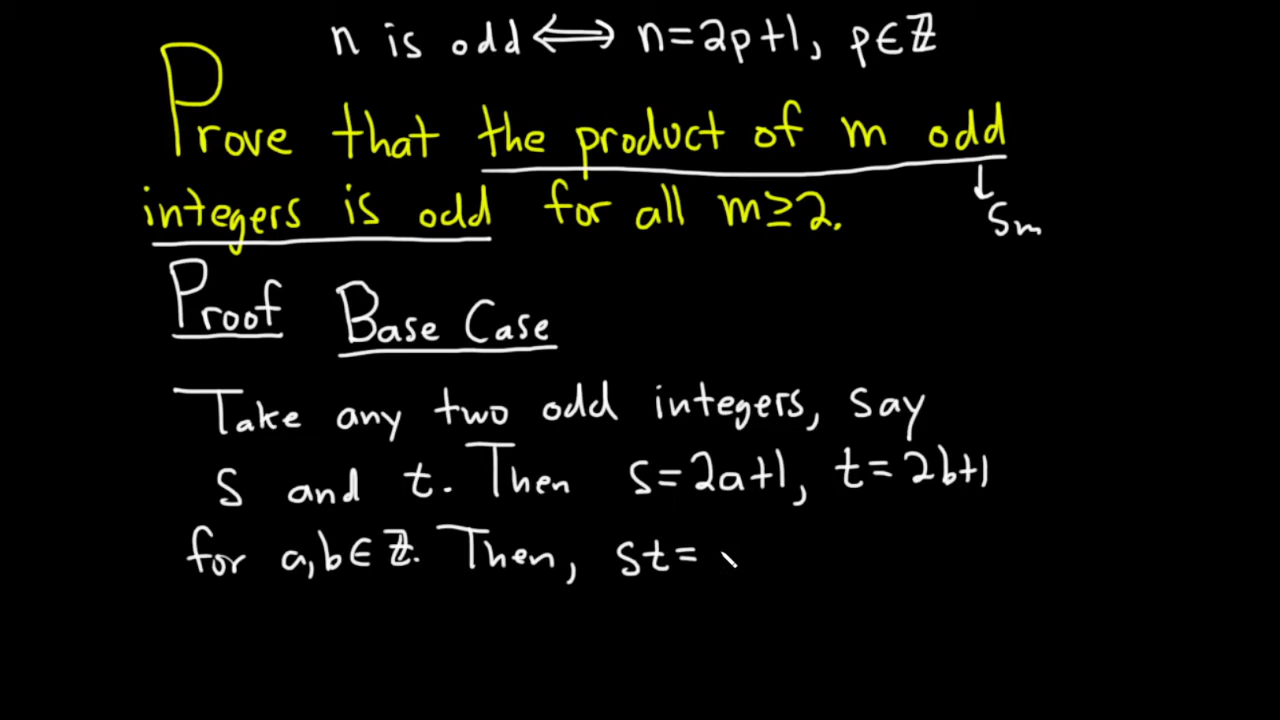 n is odd ⟺ n=2p+1, p∈ℤ
Prove that the product of m odd
integers is odd for all m≥2.
↓
Sm
Proof Base Case
Take any two odd integers, say
s and t. Then s=2a+1, t=2b+1
for a,b∈ℤ. Then, st=